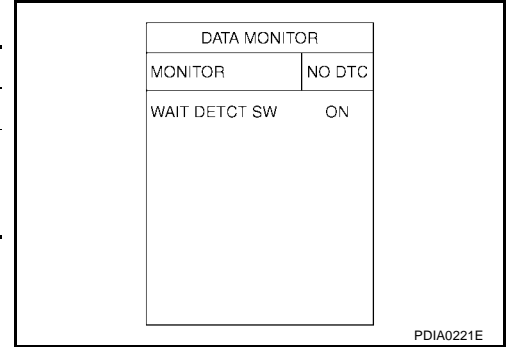 DATA MONITOR
MONITOR NO DTC
WAIT DETCT SW ON
PDIA0221E